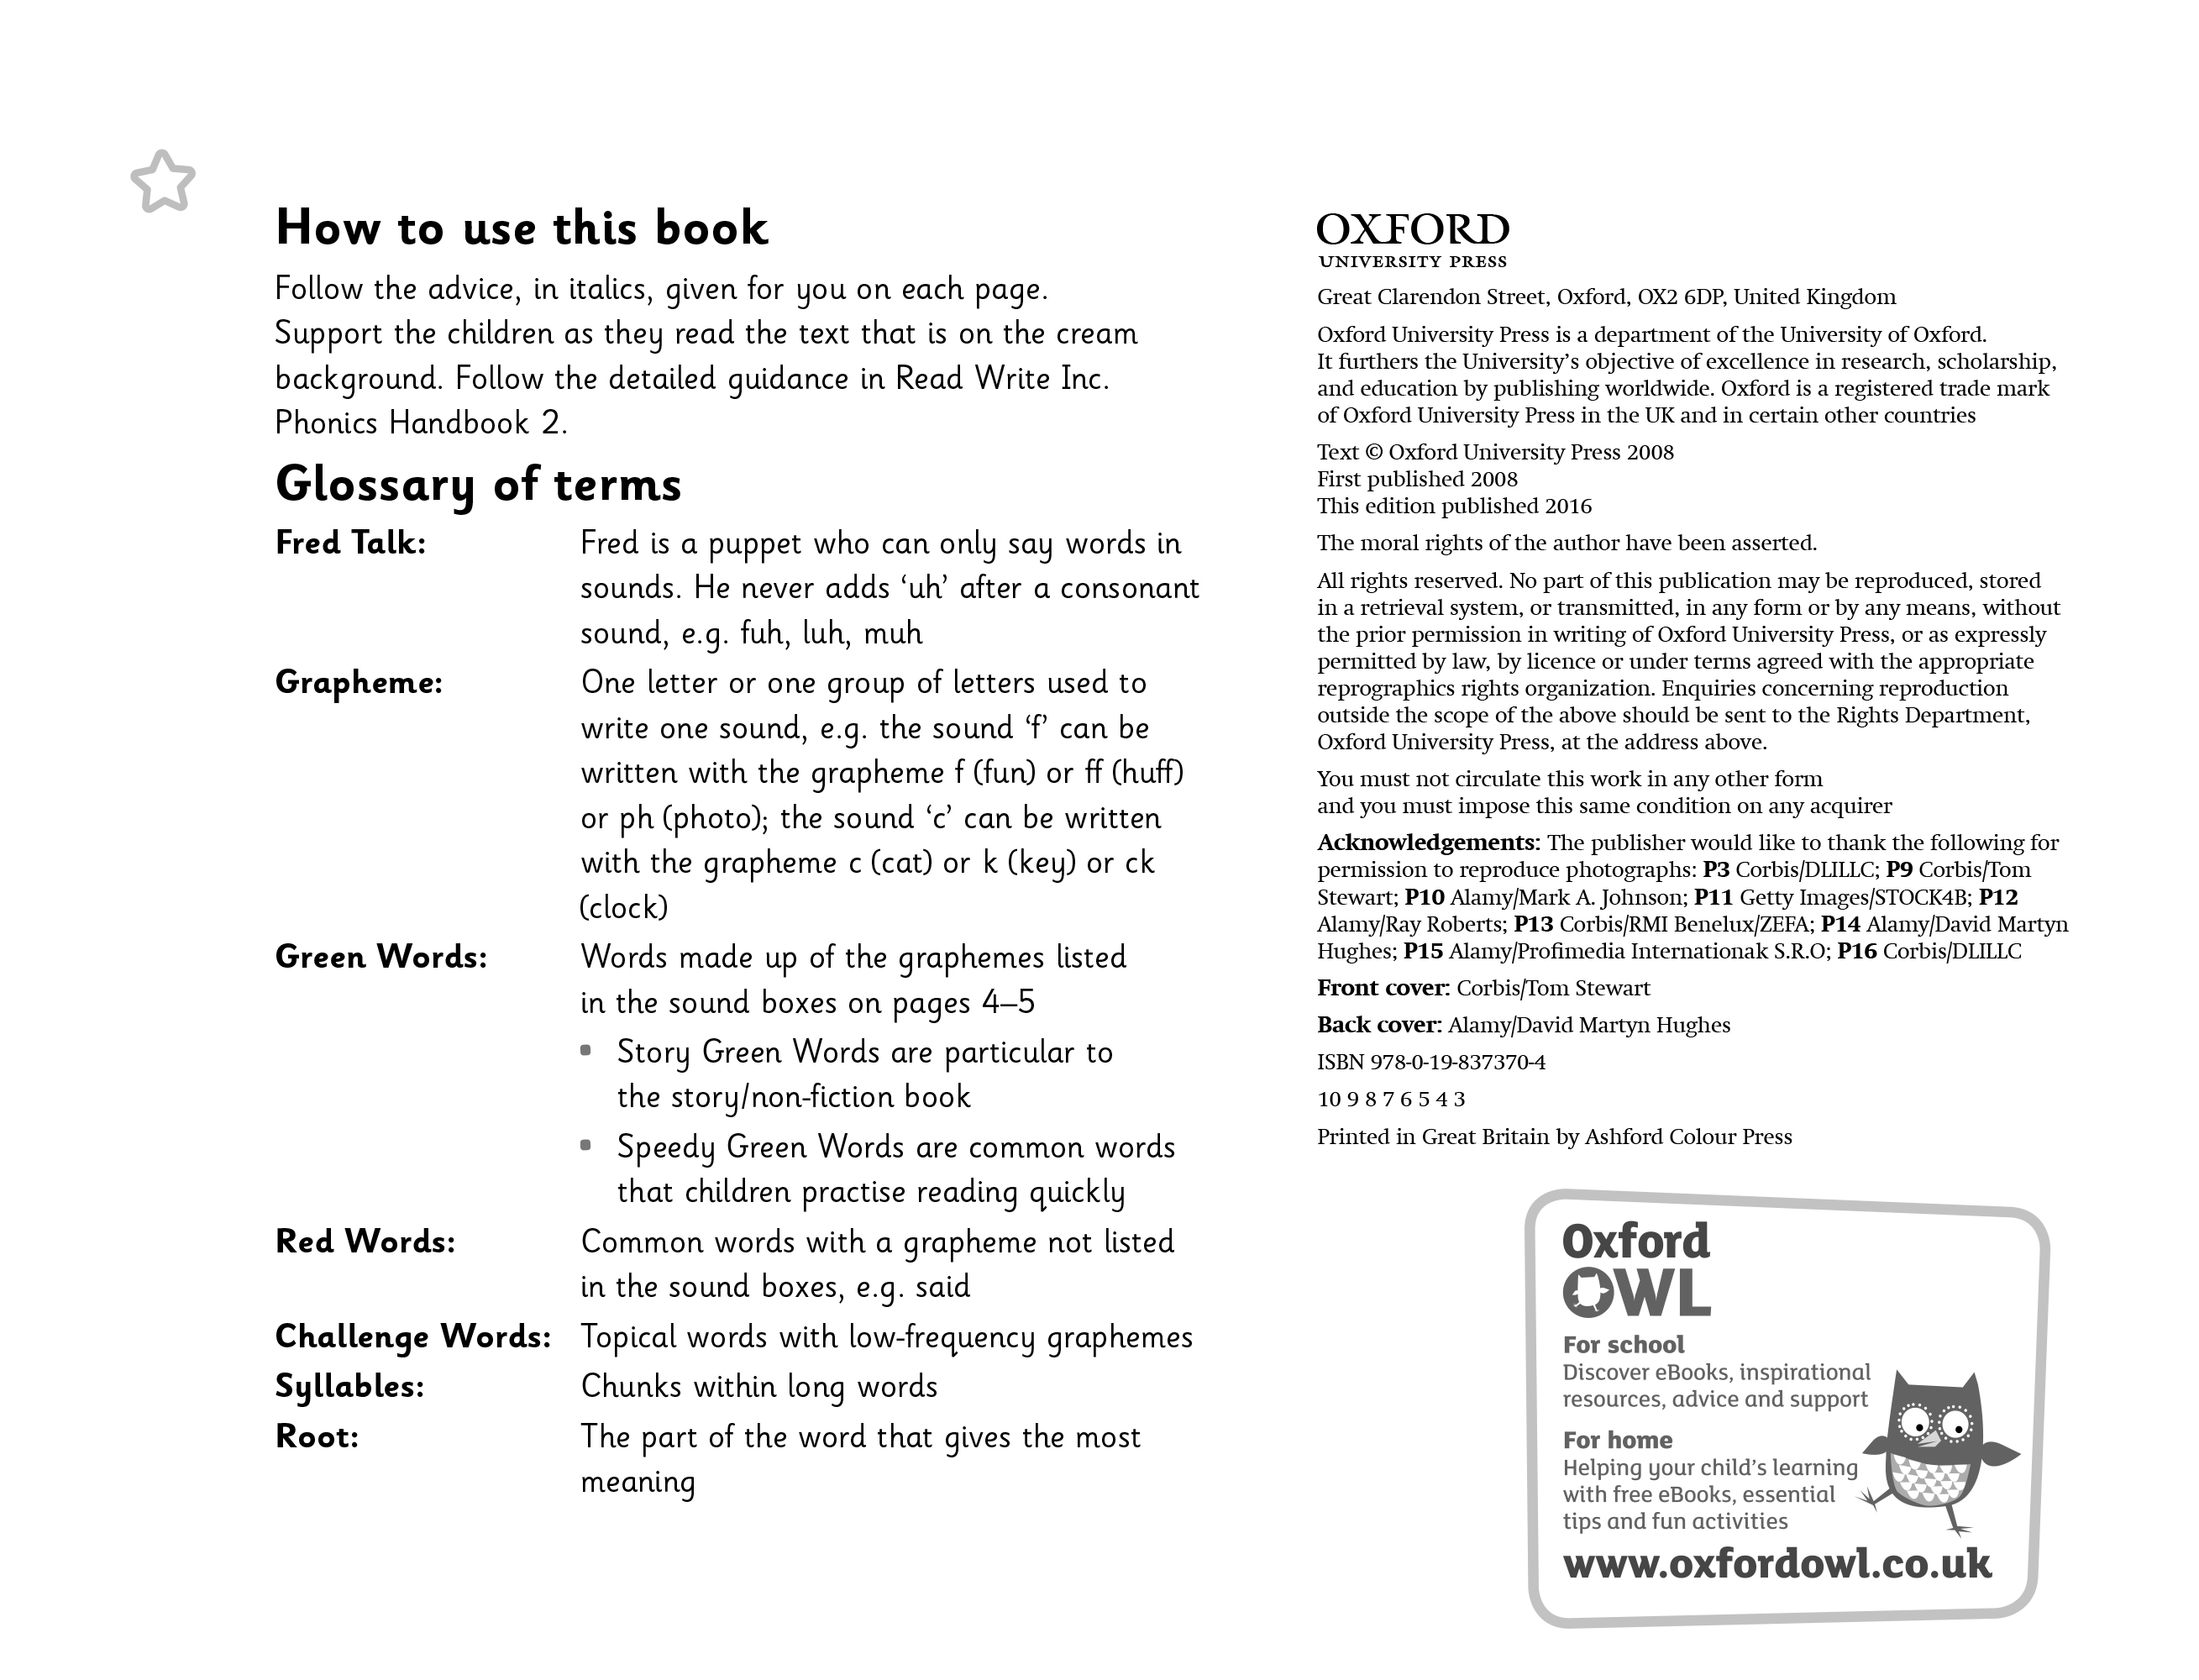 How to use this book
Follow the advice, in italics, given for you on each page.
Support the children as they read the text that is on the cream
background. Follow the detailed guidance in Read Write Inc.
Phonics Handbook 2.
Glossary of terms
Fred Talk: Fred is a puppet who can only say words in
sounds. He never adds ‘uh’ after a consonant
sound, e.g. fuh, luh, muh
Grapheme: One letter or one group of letters used to
write one sound, e.g. the sound ‘f’ can be
written with the grapheme f (fun) or ff (huff)
or ph (photo); the sound ‘c’ can be written
with the grapheme c (cat) or k (key) or ck
(clock)
Green Words: Words made up of the graphemes listed
in the sound boxes on pages 4–5
• Story Green Words are particular to
the story/non-fiction book
• Speedy Green Words are common words
that children practise reading quickly
Red Words: Common words with a grapheme not listed
in the sound boxes, e.g. said
Challenge Words: Topical words with low-frequency graphemes
Syllables: Chunks within long words
Root: The part of the word that gives the most
meaning
OXFORD
UNIVERSITY PRESS
Great Clarendon Street, Oxford, OX2 6DP, United Kingdom
Oxford University Press is a department of the University of Oxford.
It furthers the University’s objective of excellence in research, scholarship,
and education by publishing worldwide. Oxford is a registered trade mark
of Oxford University Press in the UK and in certain other countries
Text © Oxford University Press 2008
First published 2008
This edition published 2016
The moral rights of the author have been asserted.
All rights reserved. No part of this publication may be reproduced, stored
in a retrieval system, or transmitted, in any form or by any means, without
the prior permission in writing of Oxford University Press, or as expressly
permitted by law, by licence or under terms agreed with the appropriate
reprographics rights organization. Enquiries concerning reproduction
outside the scope of the above should be sent to the Rights Department,
Oxford University Press, at the address above.
You must not circulate this work in any other form
and you must impose this same condition on any acquirer
Acknowledgements: The publisher would like to thank the following for
permission to reproduce photographs: P3 Corbis/DLILLC; P9 Corbis/Tom
Stewart; P10 Alamy/Mark A. Johnson; P11 Getty Images/STOCK4B; P12
Alamy/Ray Roberts; P13 Corbis/RMI Benelux/ZEFA; P14 Alamy/David Martyn
Hughes; P15 Alamy/Profimedia Internationak S.R.O; P16 Corbis/DLILLC
Front cover: Corbis/Tom Stewart
Back cover: Alamy/David Martyn Hughes
ISBN 978-0-19-837370-4
10 9 8 7 6 5 4 3
Printed in Great Britain by Ashford Colour Press
Oxford
OWL
For school
Discover eBooks, inspirational
resources, advice and support
For home
Helping your child’s learning
with free eBooks, essential
tips and fun activities
www.oxfordowl.co.uk